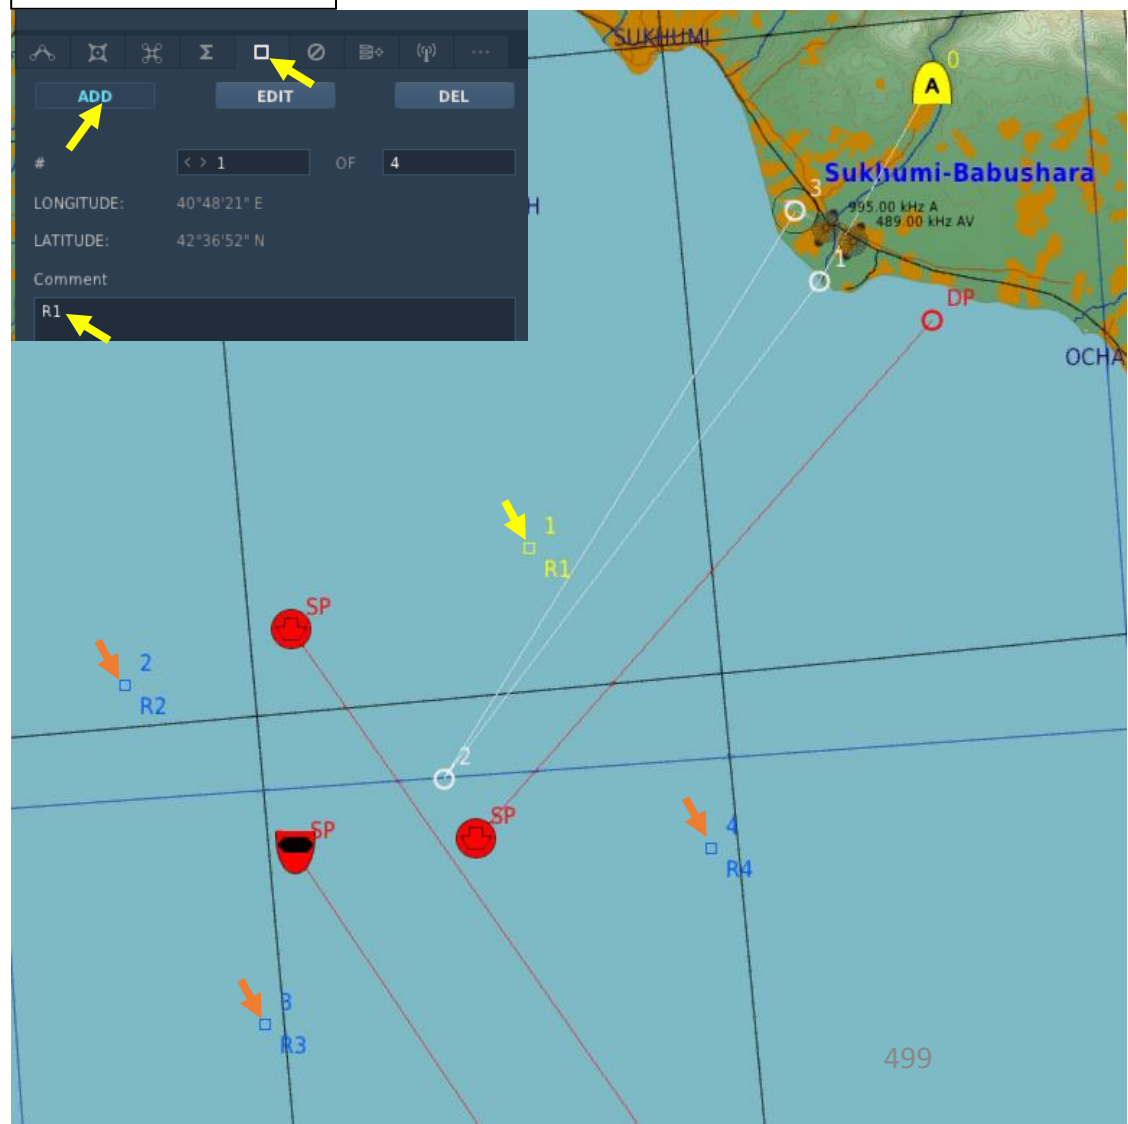 SUKHUMI
0
A
ADD
EDIT
DEL
# < > 1 OF 4
LONGITUDE: 40°48'21" E
LATITUDE: 42°36'52" N
Comment
R1
Sukhumi-Babushara
3
H
995.00 kHz A
489.00 kHz AV
1
DP
OCHA
1
R1
SP
2
R2
2
SP
SP
4
R4
3
R3
499